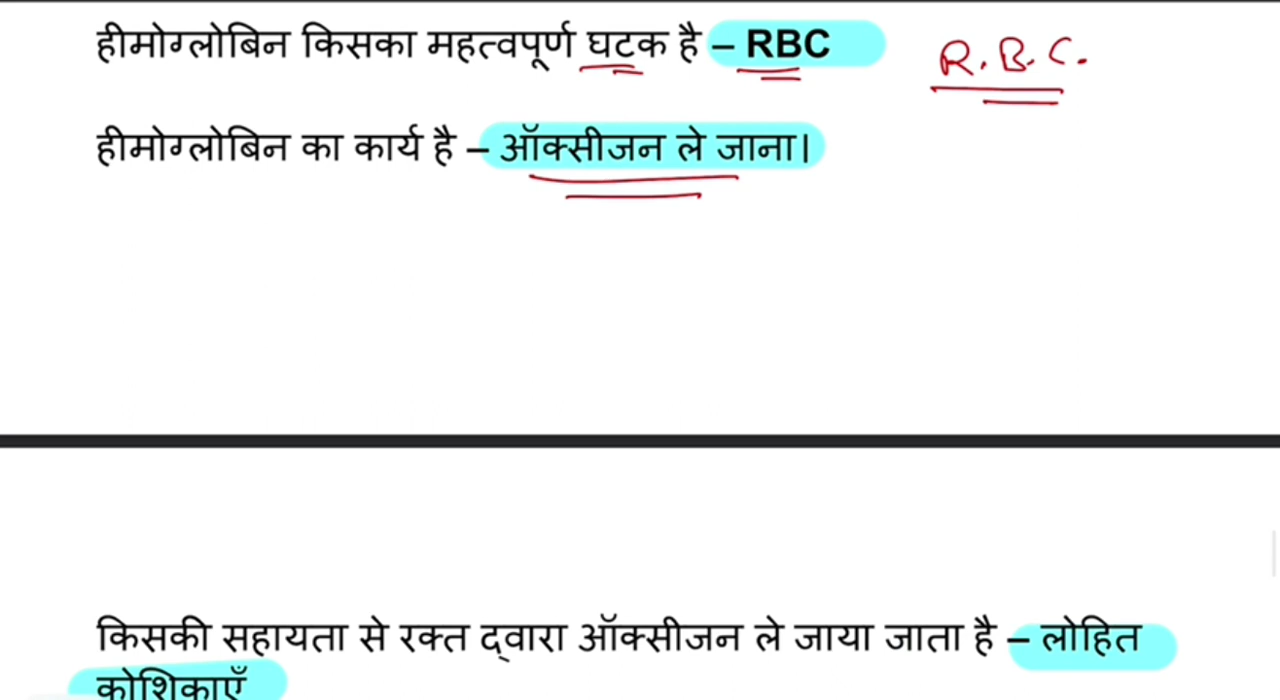 हीमोग्लोबिन किसका महत्वपूर्ण घटक है – RBC
R.B.C.
हीमोग्लोबिन का कार्य है – ऑक्सीजन ले जाना।
किसकी सहायता से रक्त द्वारा ऑक्सीजन ले जाया जाता है – लोहित
कोशिकाएँ